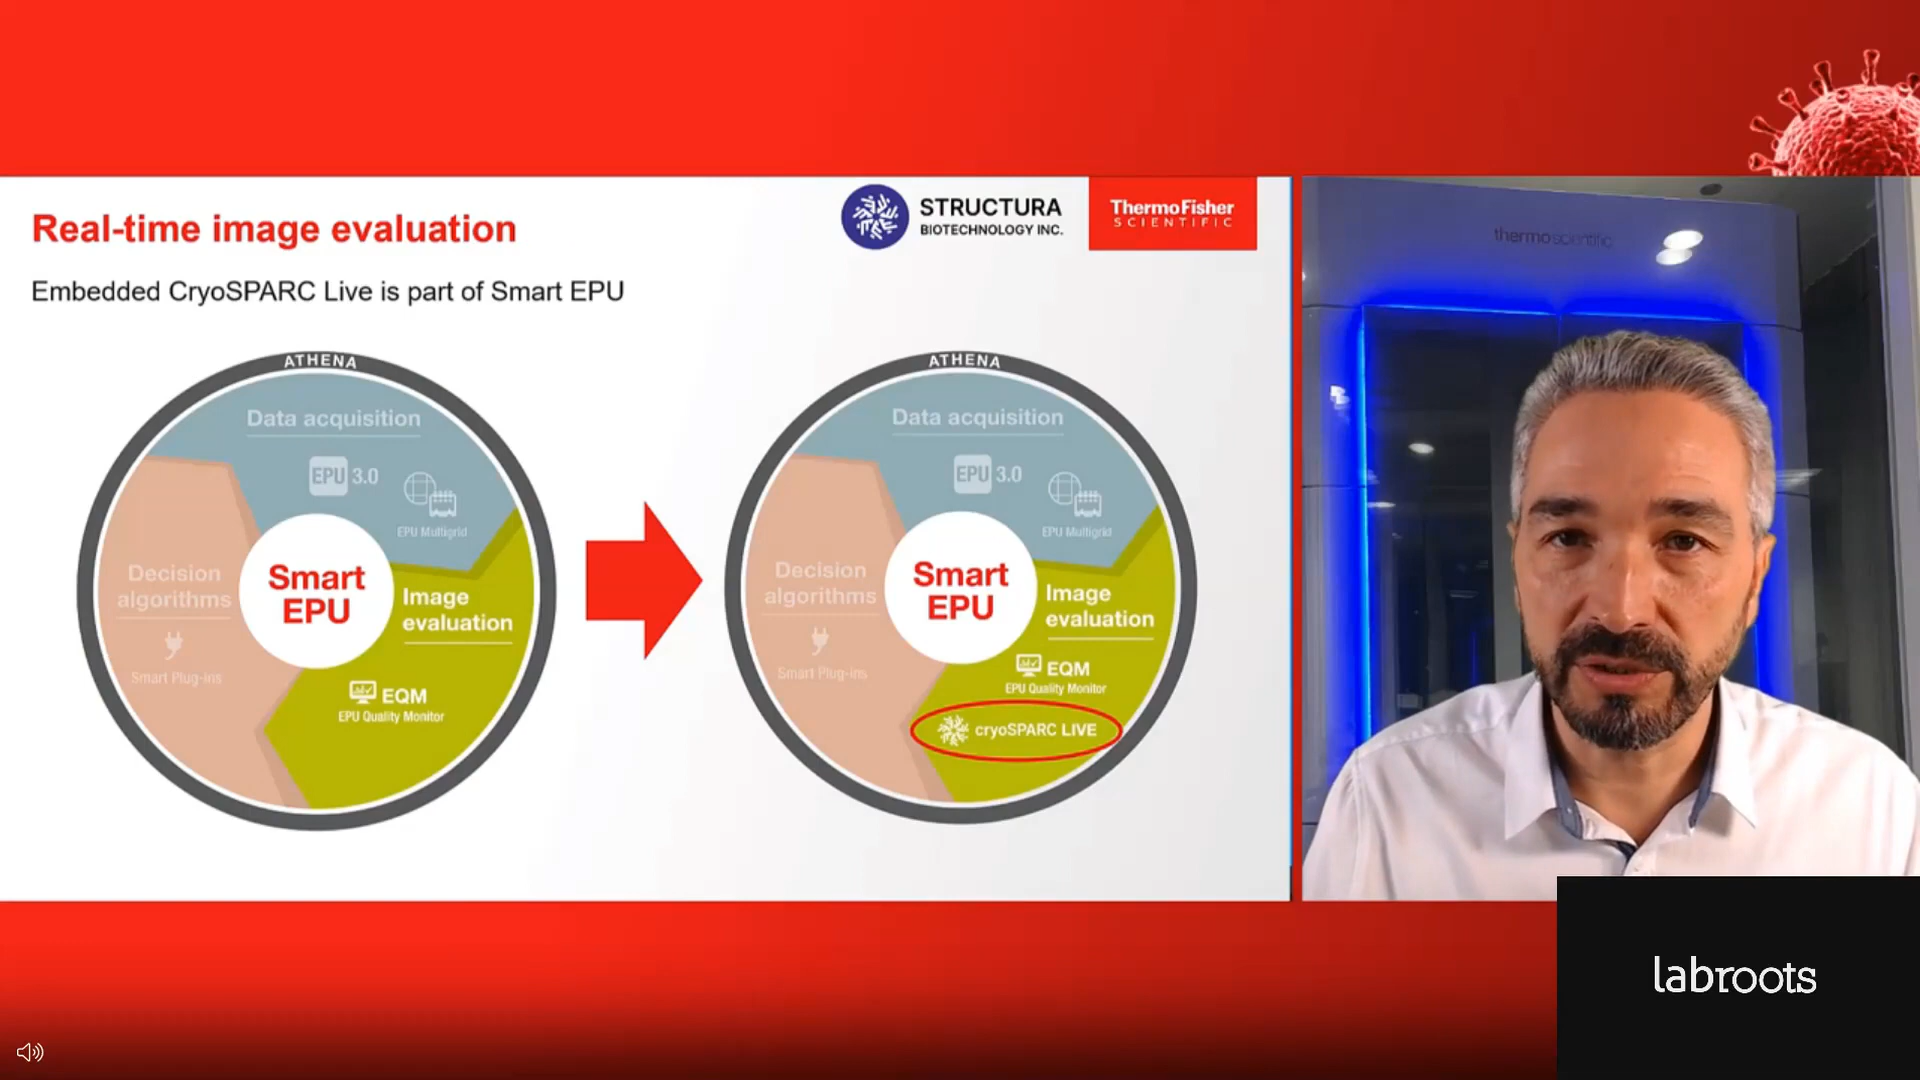 Real-time image evaluation
Embedded CryoSPARC Live is part of Smart EPU
STRUCTURA
BIOTECHNOLOGY INC.
ThermoFisher
SCIENTIFIC
ATHENA
Data acquisition
EPU 3.0
EPU Multigrid
Decision
algorithms
Smart Plug-ins
Smart
EPU
Image
evaluation
EQM
EPU Quality Monitor
ATHENA
Data acquisition
EPU 3.0
EPU Multigrid
Decision
algorithms
Smart Plug-ins
Smart
EPU
Image
evaluation
EQM
EPU Quality Monitor
cryoSPARC LIVE
thermo scientific
labroots